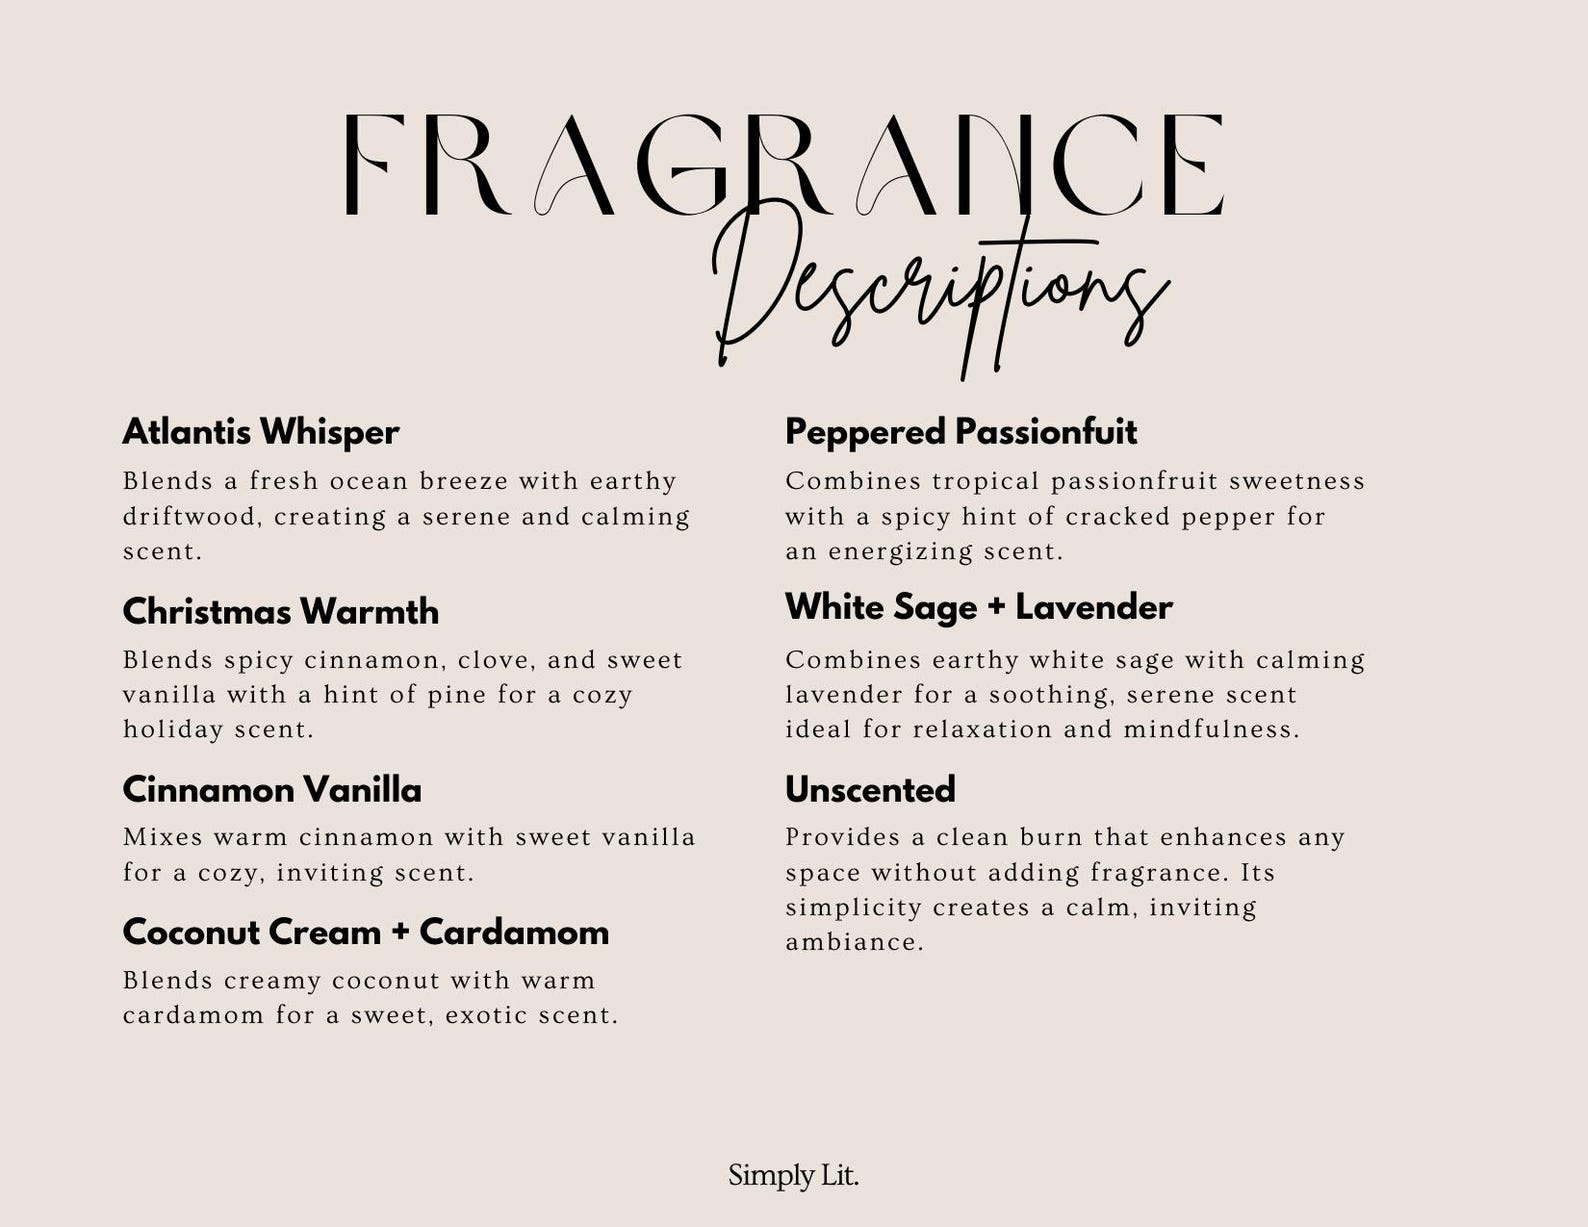 FRAGRANCE
Descriptions
Atlantis Whisper
Blends a fresh ocean breeze with earthy
driftwood, creating a serene and calming
scent.
Christmas Warmth
Blends spicy cinnamon, clove, and sweet
vanilla with a hint of pine for a cozy
holiday scent.
Cinnamon Vanilla
Mixes warm cinnamon with sweet vanilla
for a cozy, inviting scent.
Coconut Cream + Cardamom
Blends creamy coconut with warm
cardamom for a sweet, exotic scent.
Peppered Passionfuit
Combines tropical passionfruit sweetness
with a spicy hint of cracked pepper for
an energizing scent.
White Sage + Lavender
Combines earthy white sage with calming
lavender for a soothing, serene scent
ideal for relaxation and mindfulness.
Unscented
Provides a clean burn that enhances any
space without adding fragrance. Its
simplicity creates a calm, inviting
ambiance.
Simply Lit.